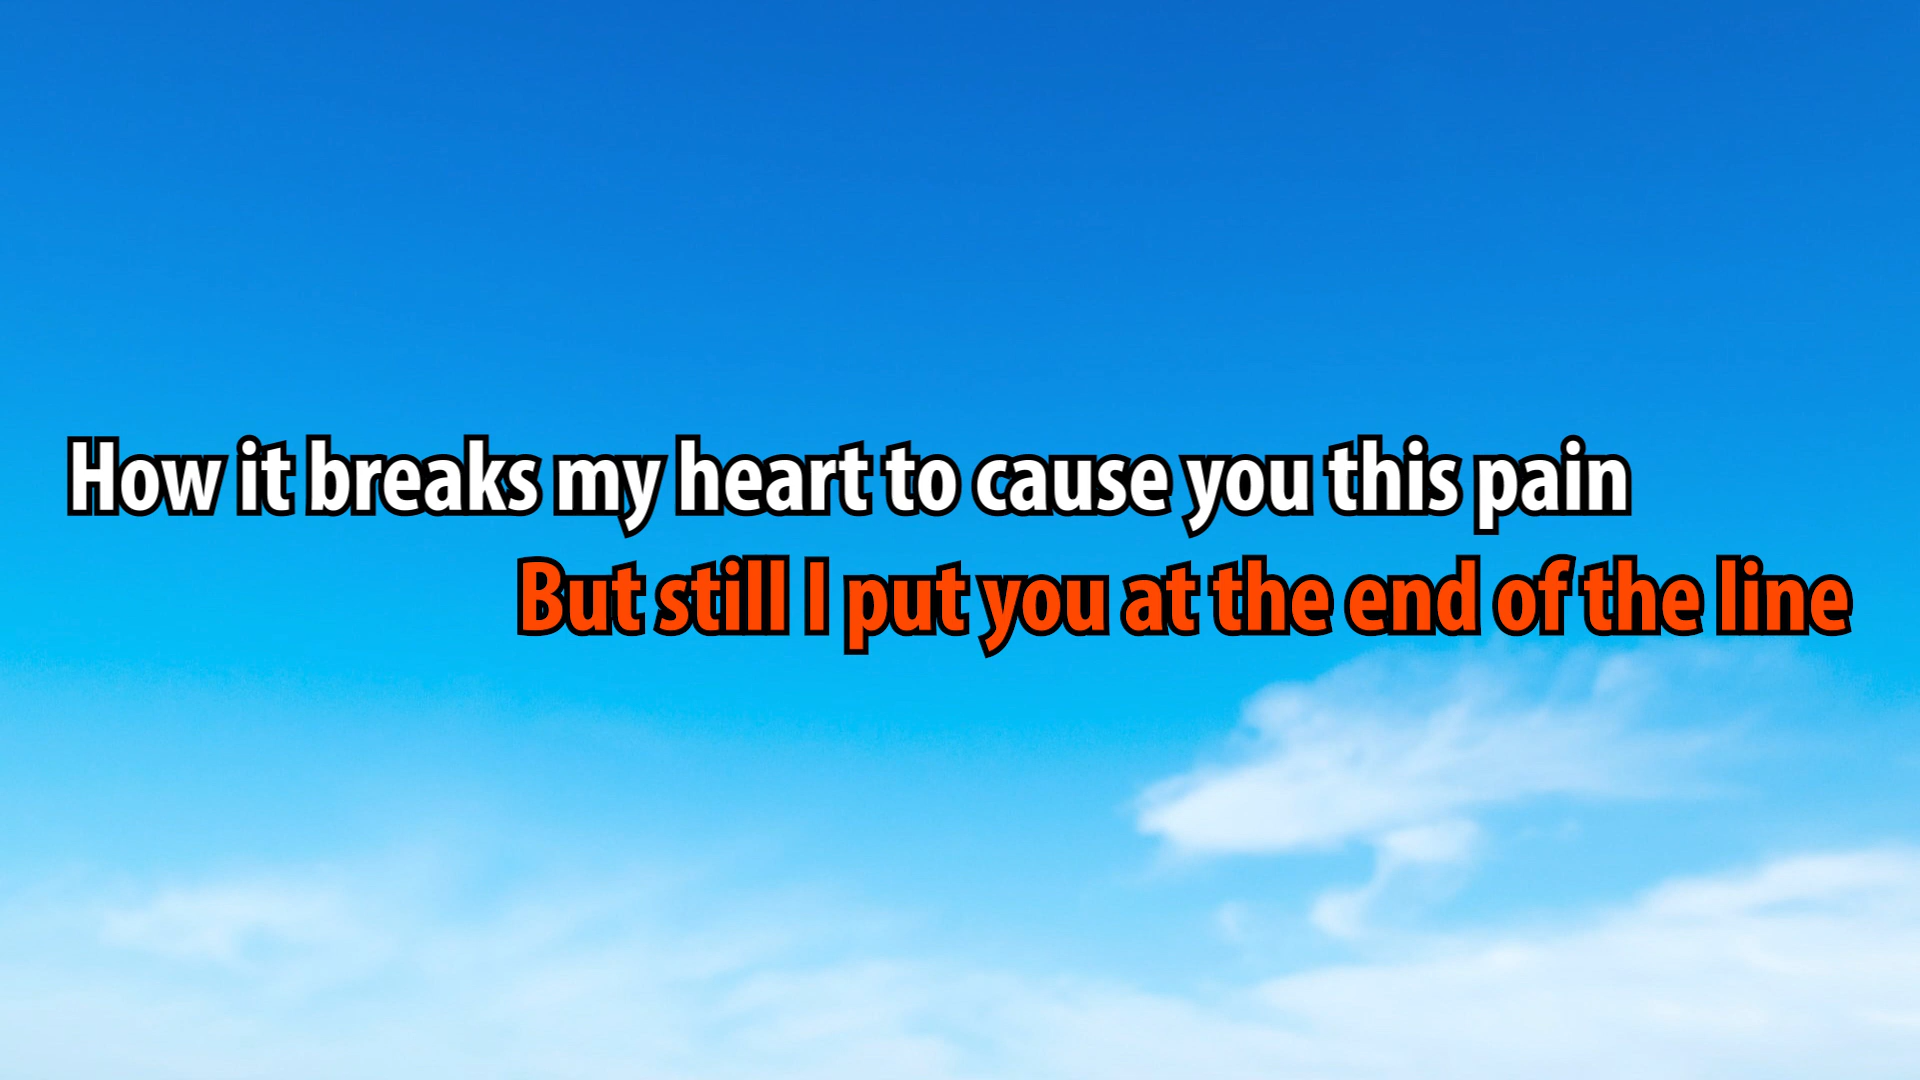 How it breaks my heart to cause you this pain
But still I put you at the end of the line